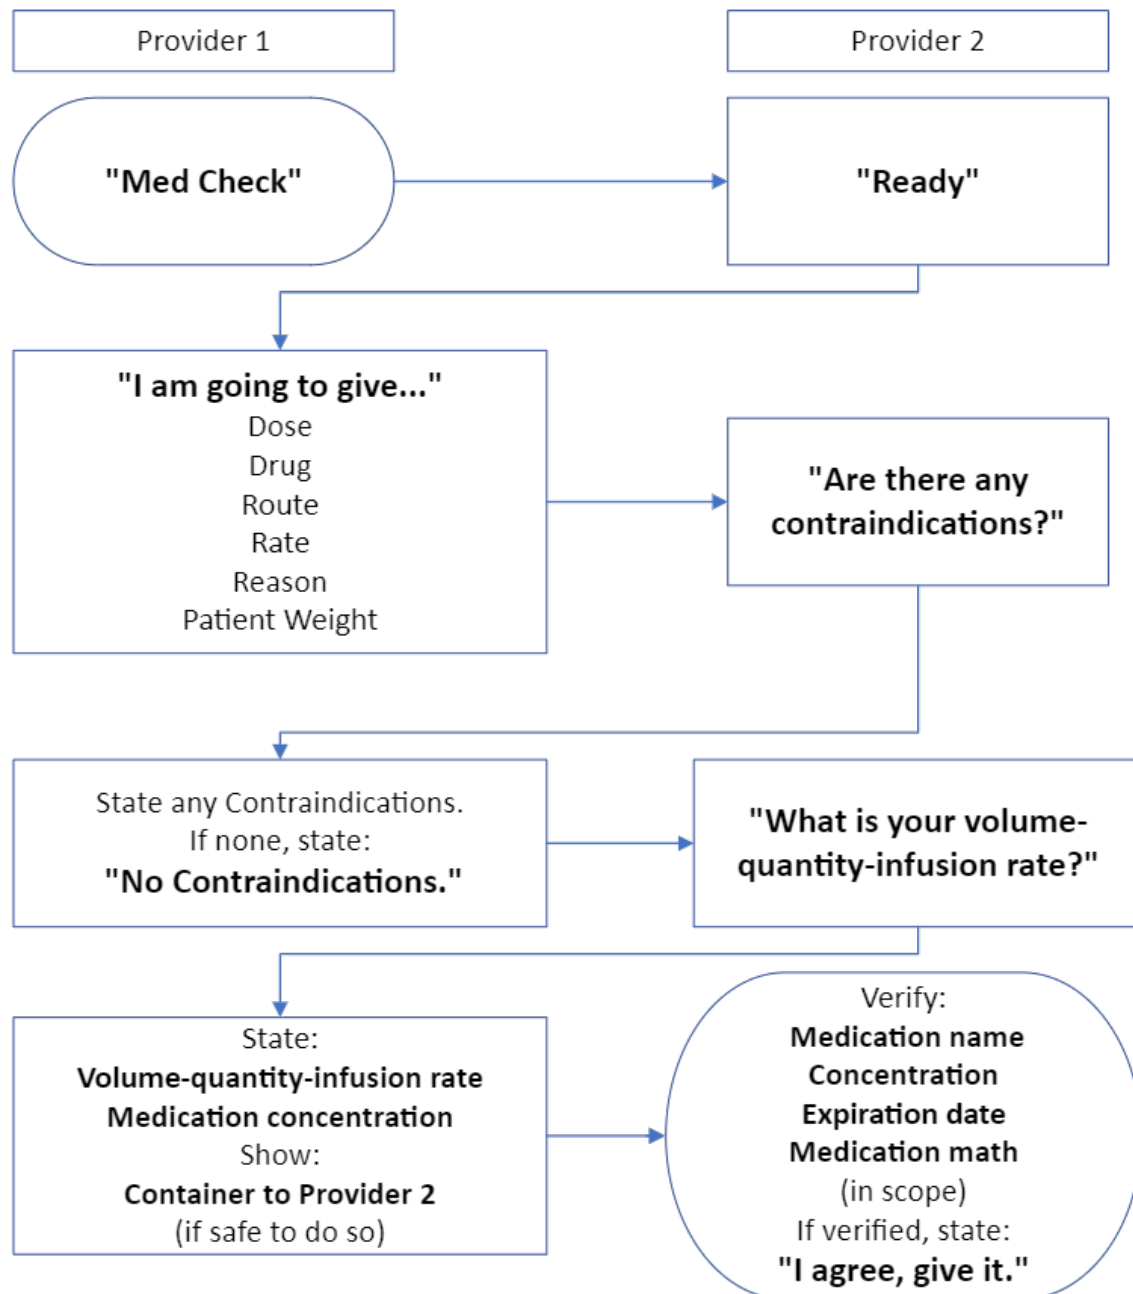 Provider 1
Provider 2
"Med Check"
"Ready"
"I am going to give..."
Dose
Drug
Route
Rate
Reason
Patient Weight
"Are there any
contraindications?"
State any Contraindications.
If none, state:
"No Contraindications."
"What is your volume-
quantity-infusion rate?"
State:
Volume-quantity-infusion rate
Medication concentration
Show:
Container to Provider 2
(if safe to do so)
Verify:
Medication name
Concentration
Expiration date
Medication math
(in scope)
If verified, state:
"I agree, give it."